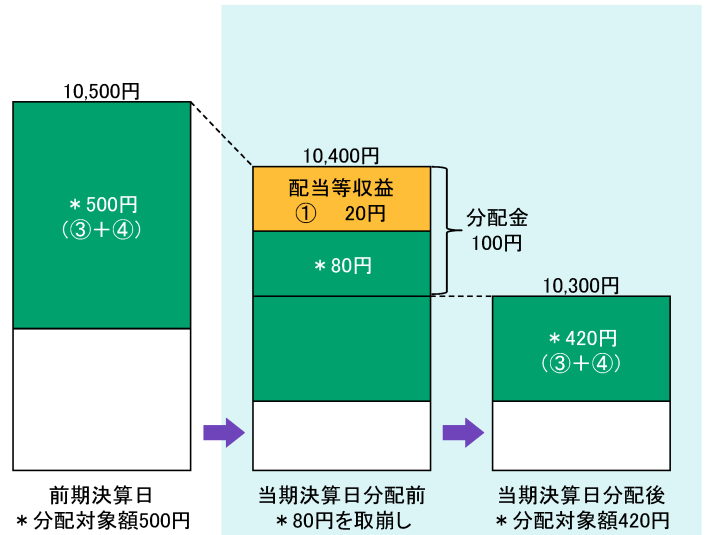 10,500円
＊500円
（③＋④）
前期決算日
＊分配対象額500円
10,400円
配当等収益
① 20円
＊80円
分配金
100円
当期決算日分配前
＊80円を取崩し
10,300円
＊420円
（③＋④）
当期決算日分配後
＊分配対象額420円